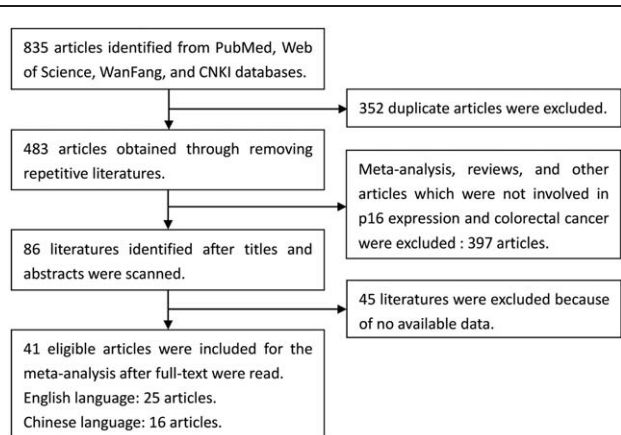 835 articles identified from PubMed, Web
of Science, WanFang, and CNKI databases.
352 duplicate articles were excluded.
483 articles obtained through removing
repetitive literatures.
Meta-analysis, reviews, and other
articles which were not involved in
p16 expression and colorectal cancer
were excluded : 397 articles.
86 literatures identified after titles and
abstracts were scanned.
45 literatures were excluded because
of no available data.
41 eligible articles were included for the
meta-analysis after full-text were read.
English language: 25 articles.
Chinese language: 16 articles.